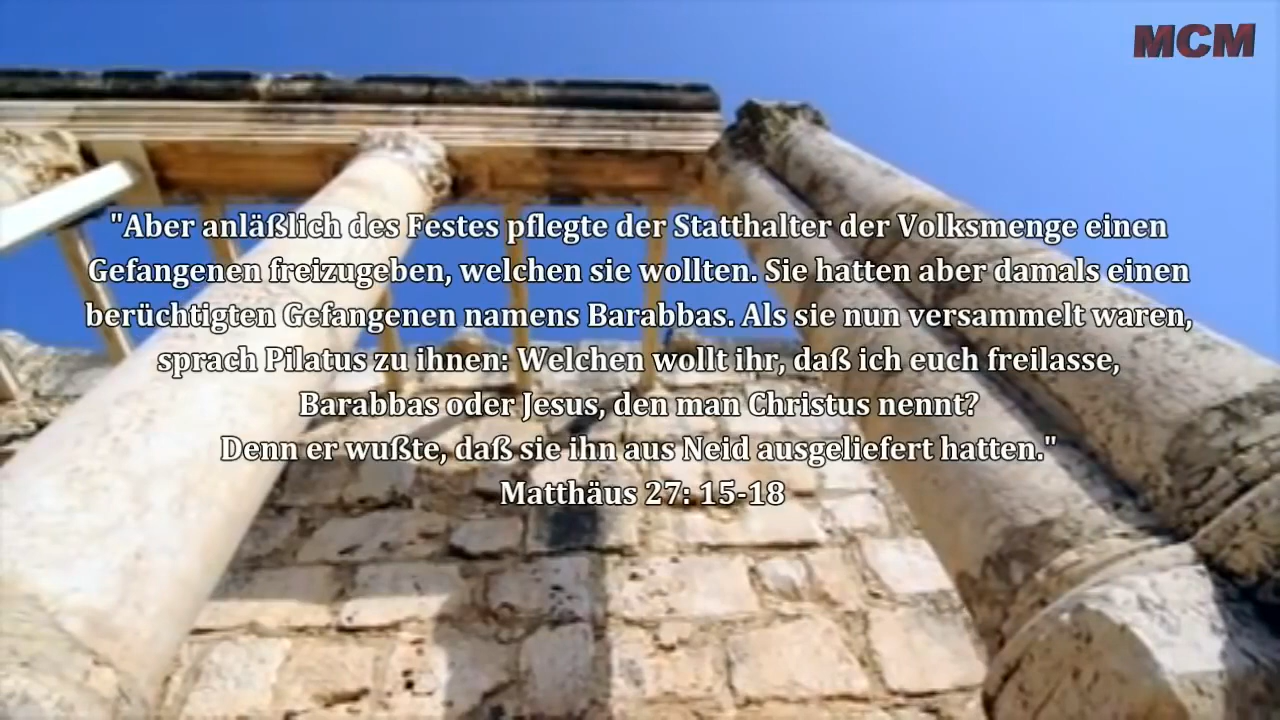 MCM
"Aber anläßlich des Festes pflegte der Statthalter der Volksmenge einen
Gefangenen freizugeben, welchen sie wollten. Sie hatten aber damals einen
berüchtigten Gefangenen namens Barabbas. Als sie nun versammelt waren,
sprach Pilatus zu ihnen: Welchen wollt ihr, daß ich euch freilasse,
Barabbas oder Jesus, den man Christus nennt?
Denn er wußte, daß sie ihn aus Neid ausgeliefert hatten."
Matthäus 27: 15-18